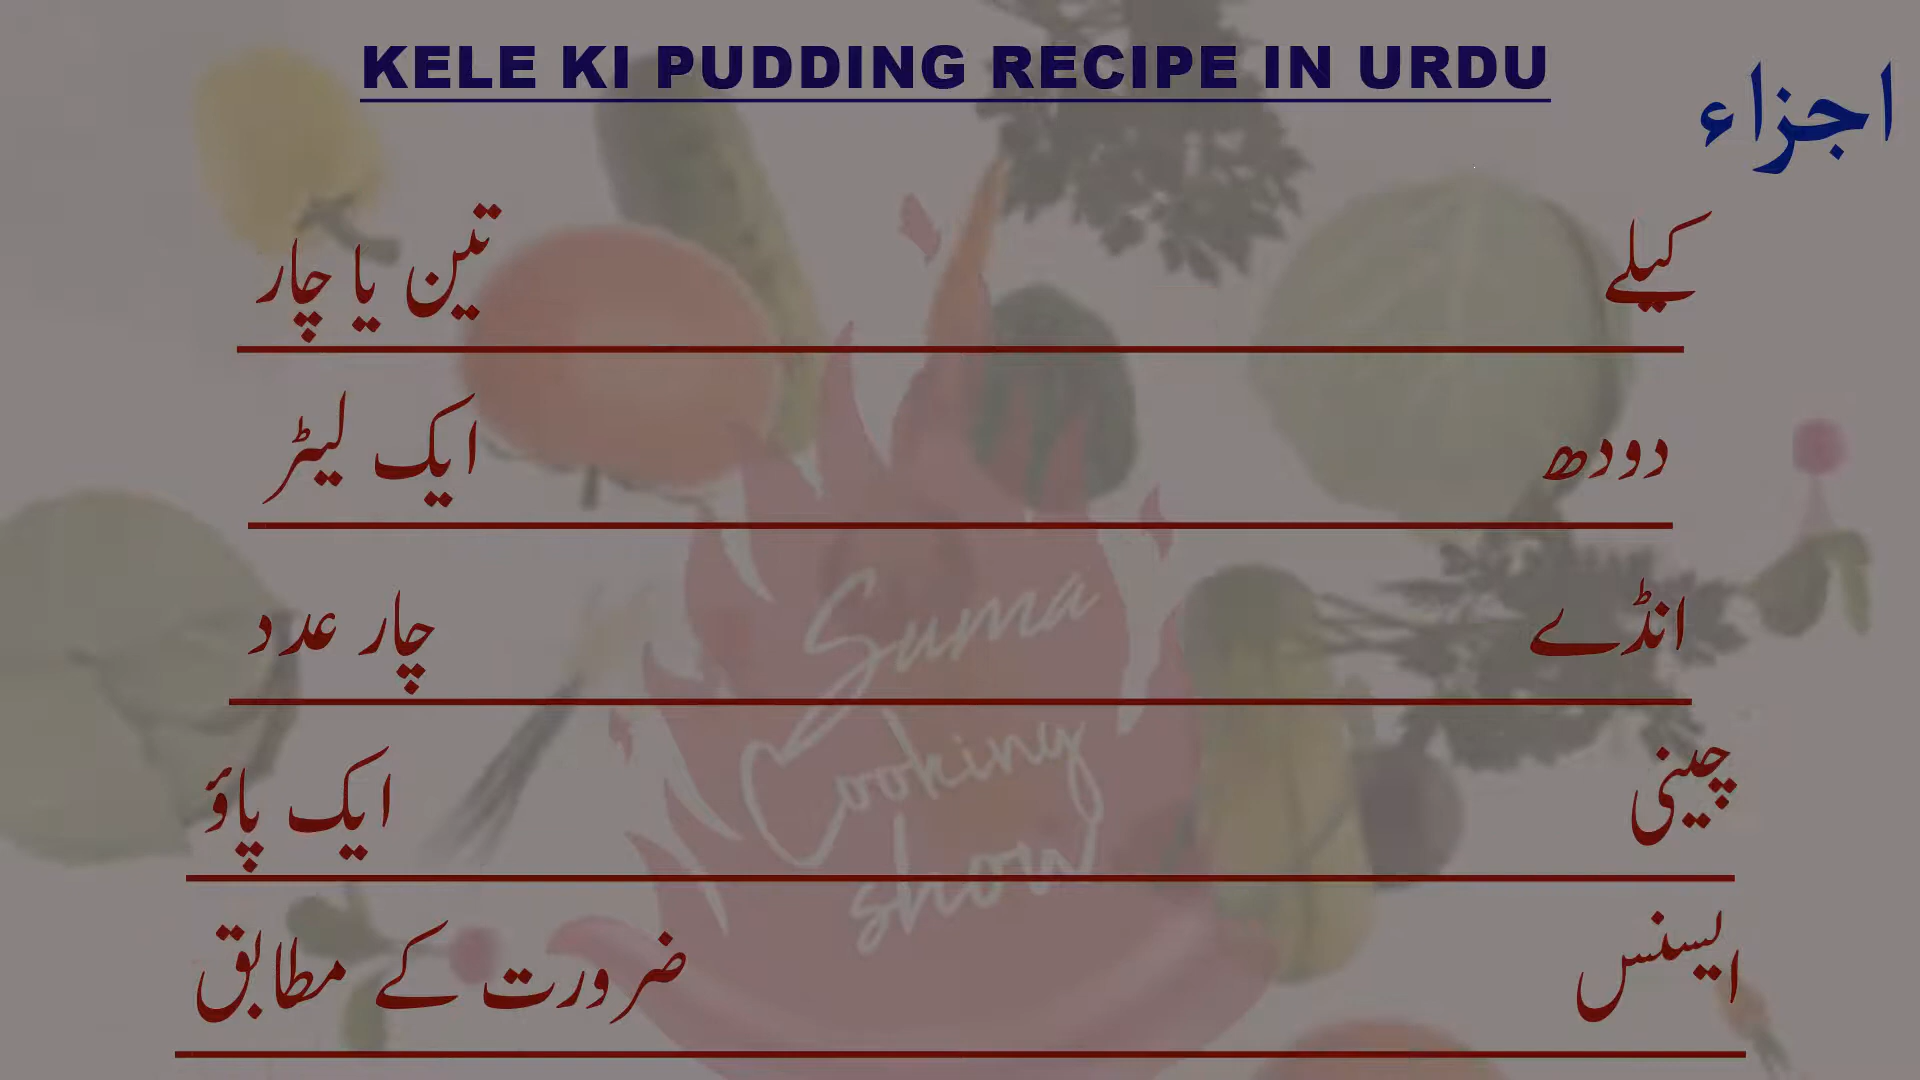 KELE KI PUDDING RECIPE IN URDU
اجزاء
کیلے تین یا چار
دودھ ایک لیٹر
انڈے چار عدد
چینی ایک پاؤ
ایسنس ضرورت کے مطابق
Suma
Cooking
show